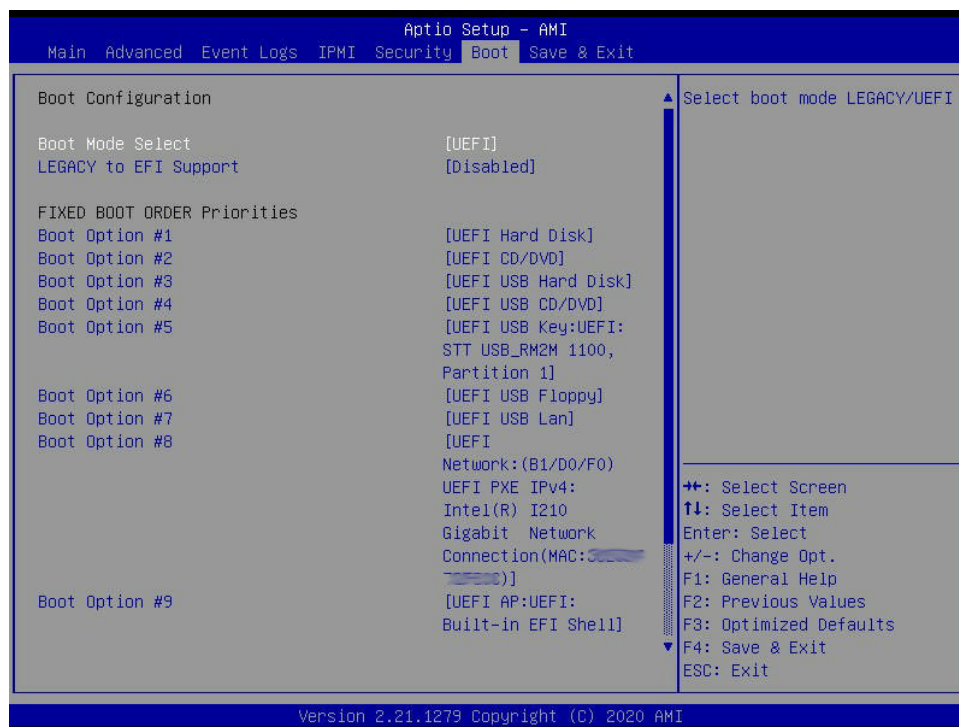 Aptio Setup – AMI
Main Advanced Event Logs IPMI Security Boot Save & Exit
Boot Configuration
Boot Mode Select [UEFI]
LEGACY to EFI Support [Disabled]
FIXED BOOT ORDER Priorities
Boot Option #1 [UEFI Hard Disk]
Boot Option #2 [UEFI CD/DVD]
Boot Option #3 [UEFI USB Hard Disk]
Boot Option #4 [UEFI USB CD/DVD]
Boot Option #5 [UEFI USB Key:UEFI:
STT USB_RM2M 1100,
Partition 1]
Boot Option #6 [UEFI USB Floppy]
Boot Option #7 [UEFI USB Lan]
Boot Option #8 [UEFI
Network:(B1/D0/F0)
UEFI PXE IPv4:
Intel(R) I210
Gigabit Network
Connection(MAC:
)]
Boot Option #9 [UEFI AP:UEFI:
Built-in EFI Shell]
Select boot mode LEGACY/UEFI
→←: Select Screen
↑↓: Select Item
Enter: Select
+/-: Change Opt.
F1: General Help
F2: Previous Values
F3: Optimized Defaults
F4: Save & Exit
ESC: Exit
Version 2.21.1279 Copyright (C) 2020 AMI